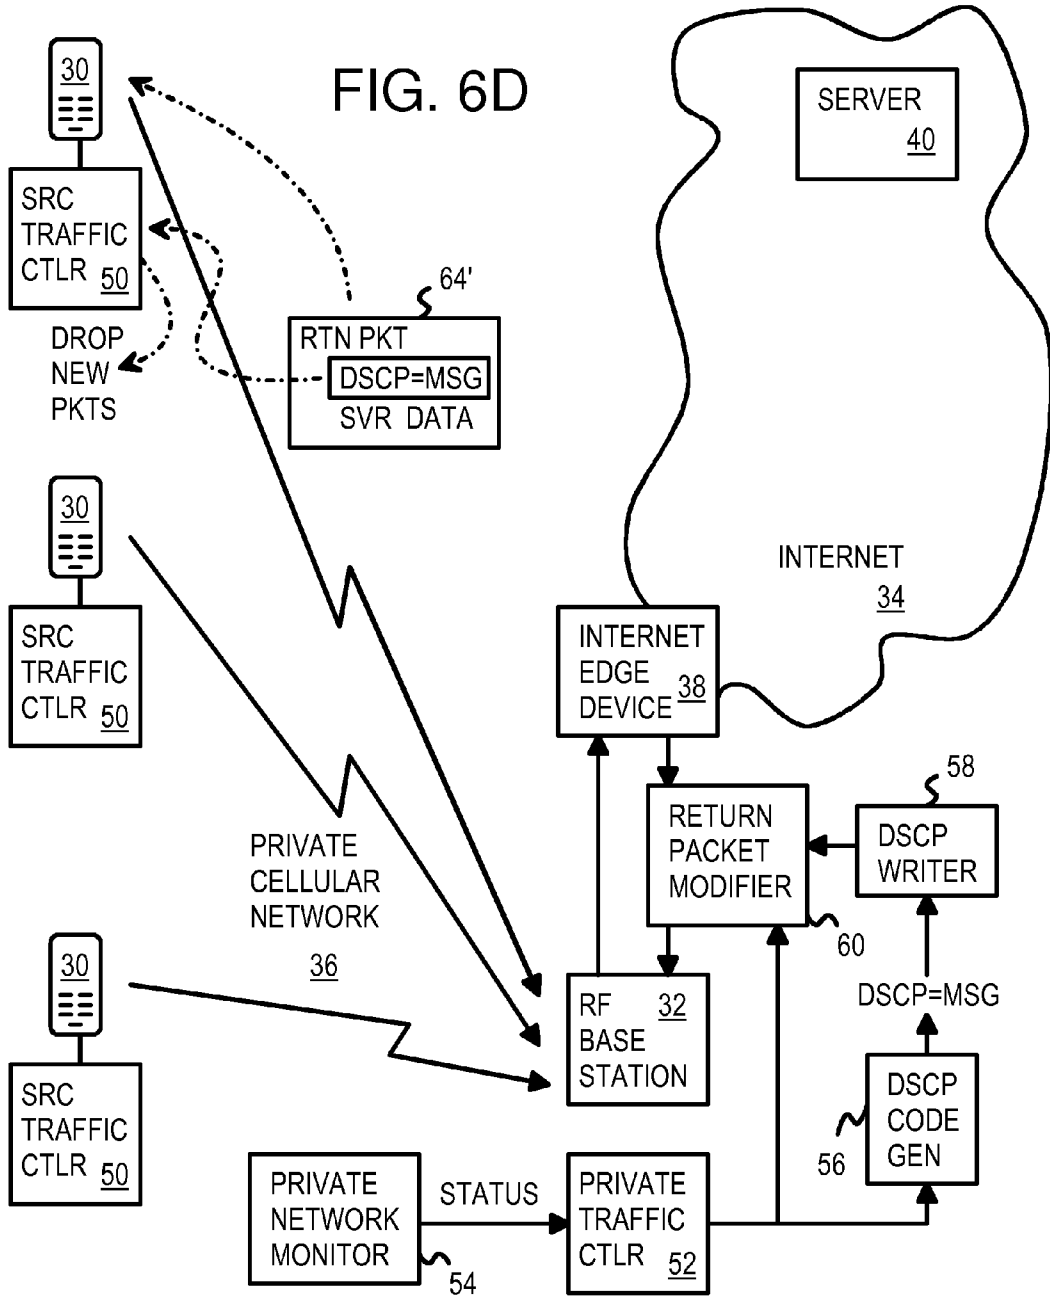 FIG. 6D
30
SRC
TRAFFIC
CTLR 50
DROP
NEW
PKTS
64'
RTN PKT
DSCP=MSG
SVR DATA
SERVER
40
INTERNET
34
30
SRC
TRAFFIC
CTLR 50
INTERNET
EDGE
DEVICE 38
PRIVATE
CELLULAR
NETWORK
36
RETURN
PACKET
MODIFIER
60
58
DSCP
WRITER
DSCP=MSG
30
SRC
TRAFFIC
CTLR 50
RF 32
BASE
STATION
DSCP
CODE
GEN
56
PRIVATE
NETWORK
MONITOR
54
STATUS
PRIVATE
TRAFFIC
CTLR 52